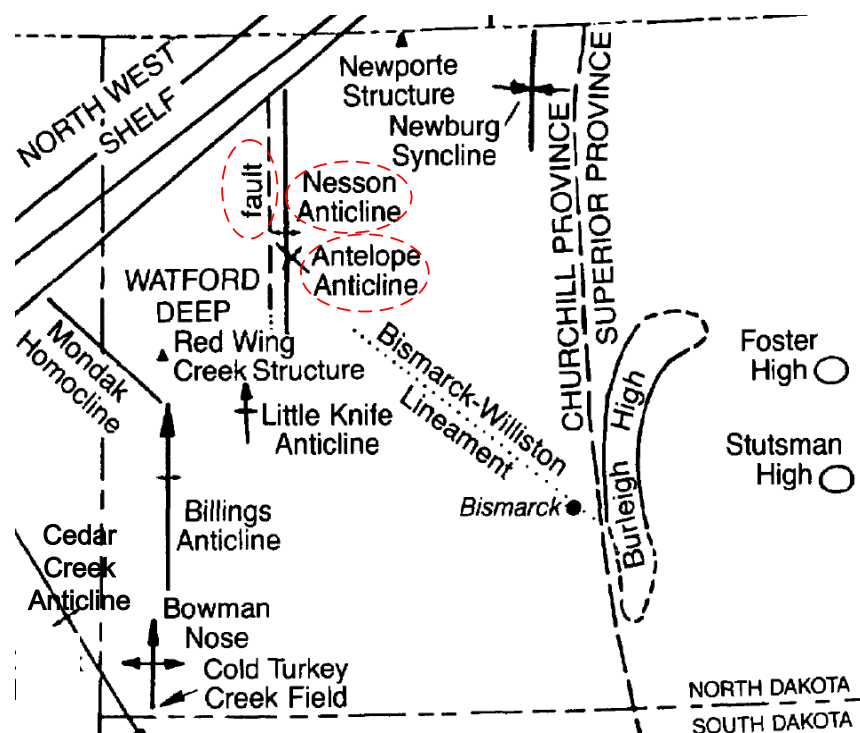 NORTH WEST
SHELF
Newporte
Structure
Newburg
Syncline
CHURCHILL PROVINCE
SUPERIOR PROVINCE
fault
Nesson
Anticline
Antelope
Anticline
WATFORD
DEEP
Red Wing
Creek Structure
Mondak
Homocline
Little Knife
Anticline
Bismarck-Williston
Lineament
Foster
High
Burleigh High
Stutsman
High
Bismarck
Billings
Anticline
Cedar
Creek
Anticline
Bowman
Nose
Cold Turkey
Creek Field
NORTH DAKOTA
SOUTH DAKOTA